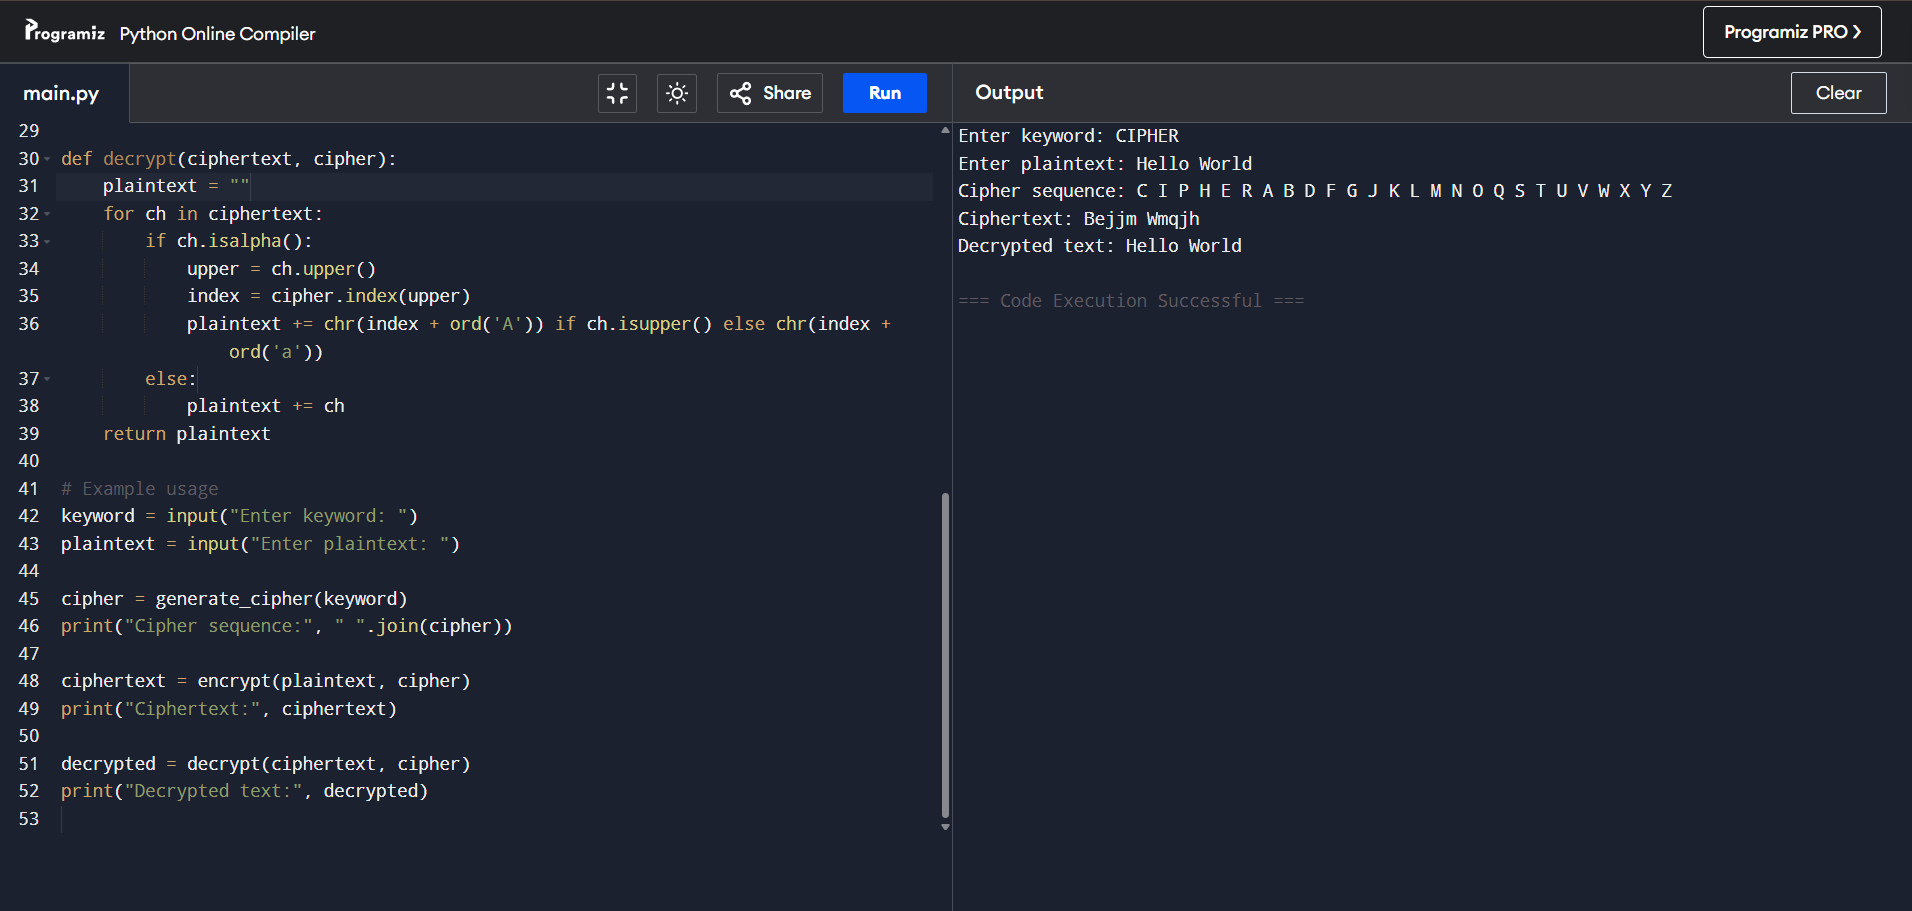 Programiz Python Online Compiler
Programiz PRO ❯
main.py
Share
Run
Output
Clear
29
30 def decrypt(ciphertext, cipher):
31     plaintext = ""
32     for ch in ciphertext:
33         if ch.isalpha():
34             upper = ch.upper()
35             index = cipher.index(upper)
36             plaintext += chr(index + ord('A')) if ch.isupper() else chr(index +
                ord('a'))
37         else:
38             plaintext += ch
39     return plaintext
40
41 # Example usage
42 keyword = input("Enter keyword: ")
43 plaintext = input("Enter plaintext: ")
44
45 cipher = generate_cipher(keyword)
46 print("Cipher sequence:", " ".join(cipher))
47
48 ciphertext = encrypt(plaintext, cipher)
49 print("Ciphertext:", ciphertext)
50
51 decrypted = decrypt(ciphertext, cipher)
52 print("Decrypted text:", decrypted)
53
Enter keyword: CIPHER
Enter plaintext: Hello World
Cipher sequence: C I P H E R A B D F G J K L M N O Q S T U V W X Y Z
Ciphertext: Bejjm Wmqjh
Decrypted text: Hello World
=== Code Execution Successful ===